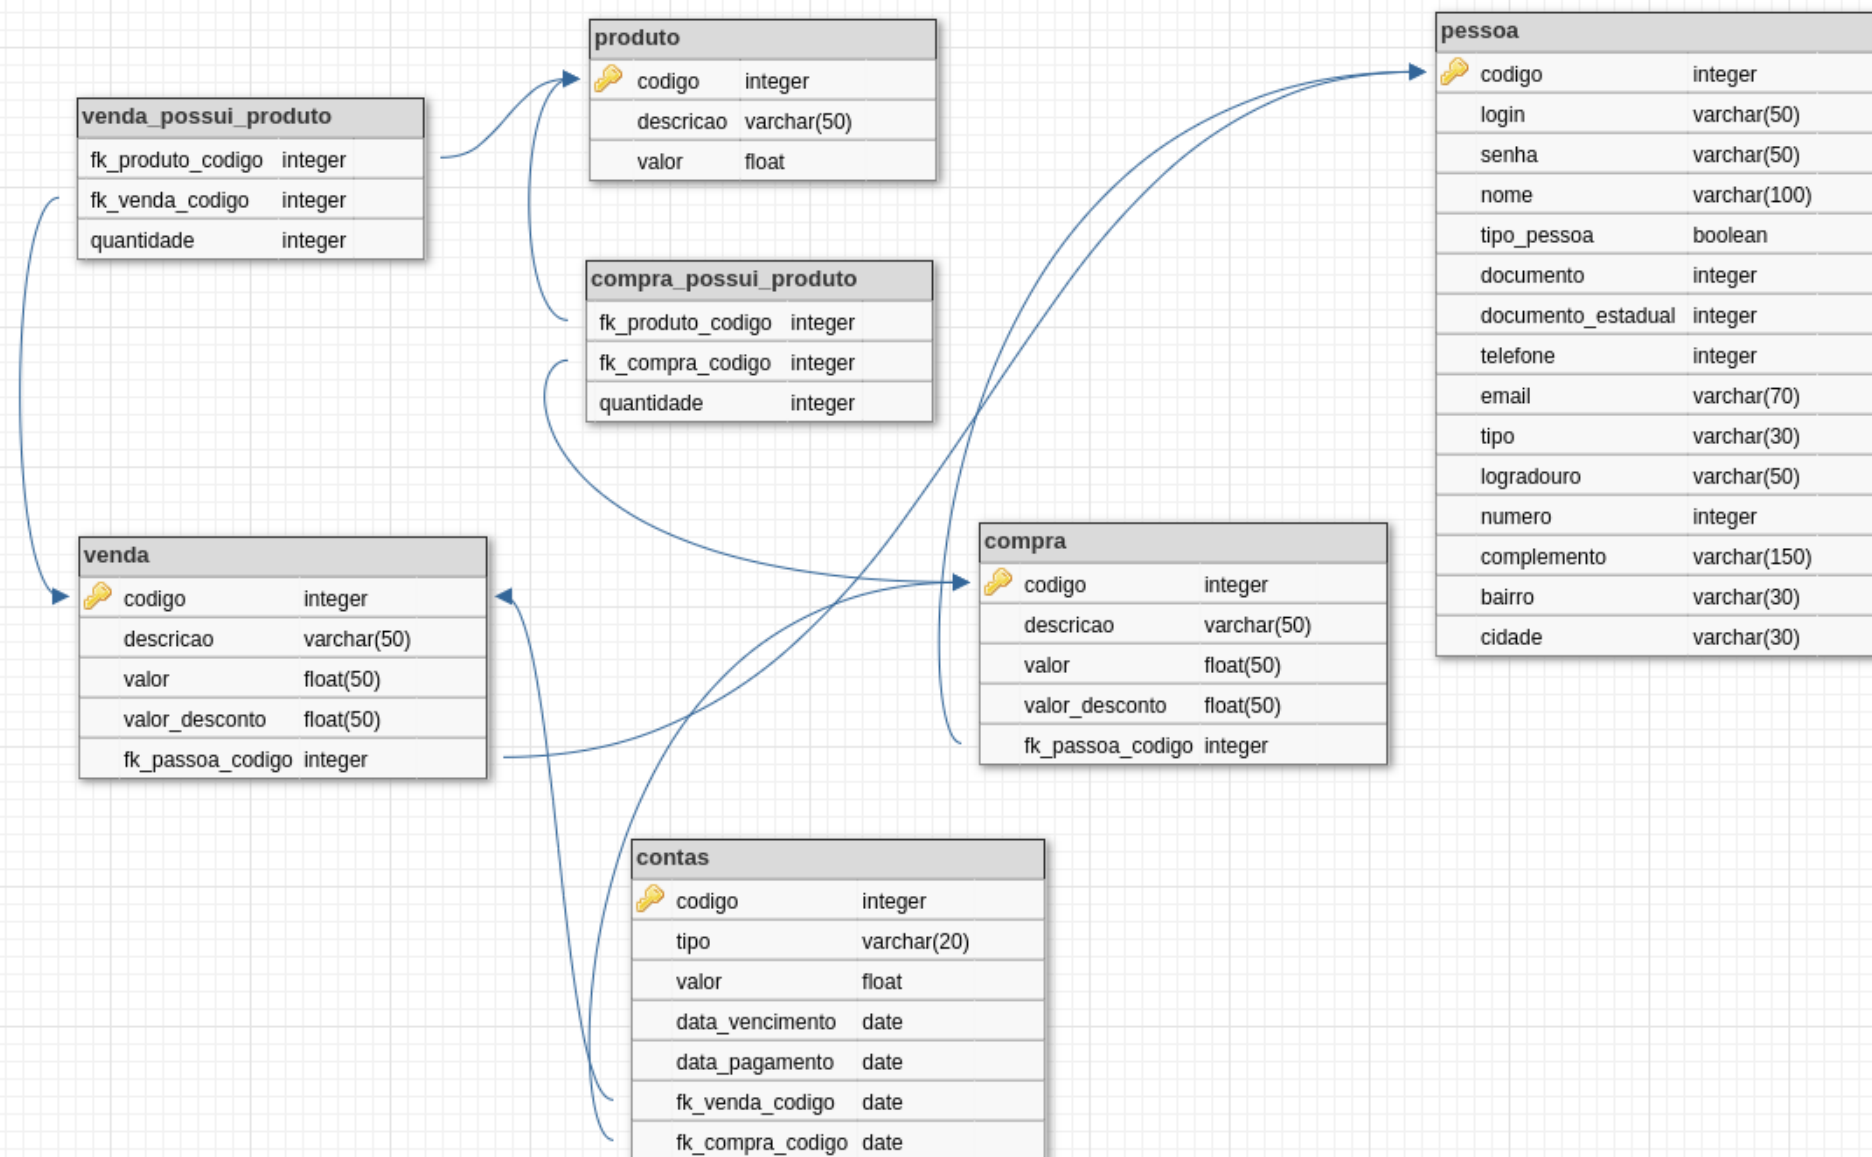 produto
codigo integer
descricao varchar(50)
valor float
pessoa
codigo integer
login varchar(50)
senha varchar(50)
nome varchar(100)
tipo_pessoa boolean
documento integer
documento_estadual integer
telefone integer
email varchar(70)
tipo varchar(30)
logradouro varchar(50)
numero integer
complemento varchar(150)
bairro varchar(30)
cidade varchar(30)
venda_possui_produto
fk_produto_codigo integer
fk_venda_codigo integer
quantidade integer
compra_possui_produto
fk_produto_codigo integer
fk_compra_codigo integer
quantidade integer
venda
codigo integer
descricao varchar(50)
valor float(50)
valor_desconto float(50)
fk_passoa_codigo integer
compra
codigo integer
descricao varchar(50)
valor float(50)
valor_desconto float(50)
fk_passoa_codigo integer
contas
codigo integer
tipo varchar(20)
valor float
data_vencimento date
data_pagamento date
fk_venda_codigo date
fk_compra_codigo date